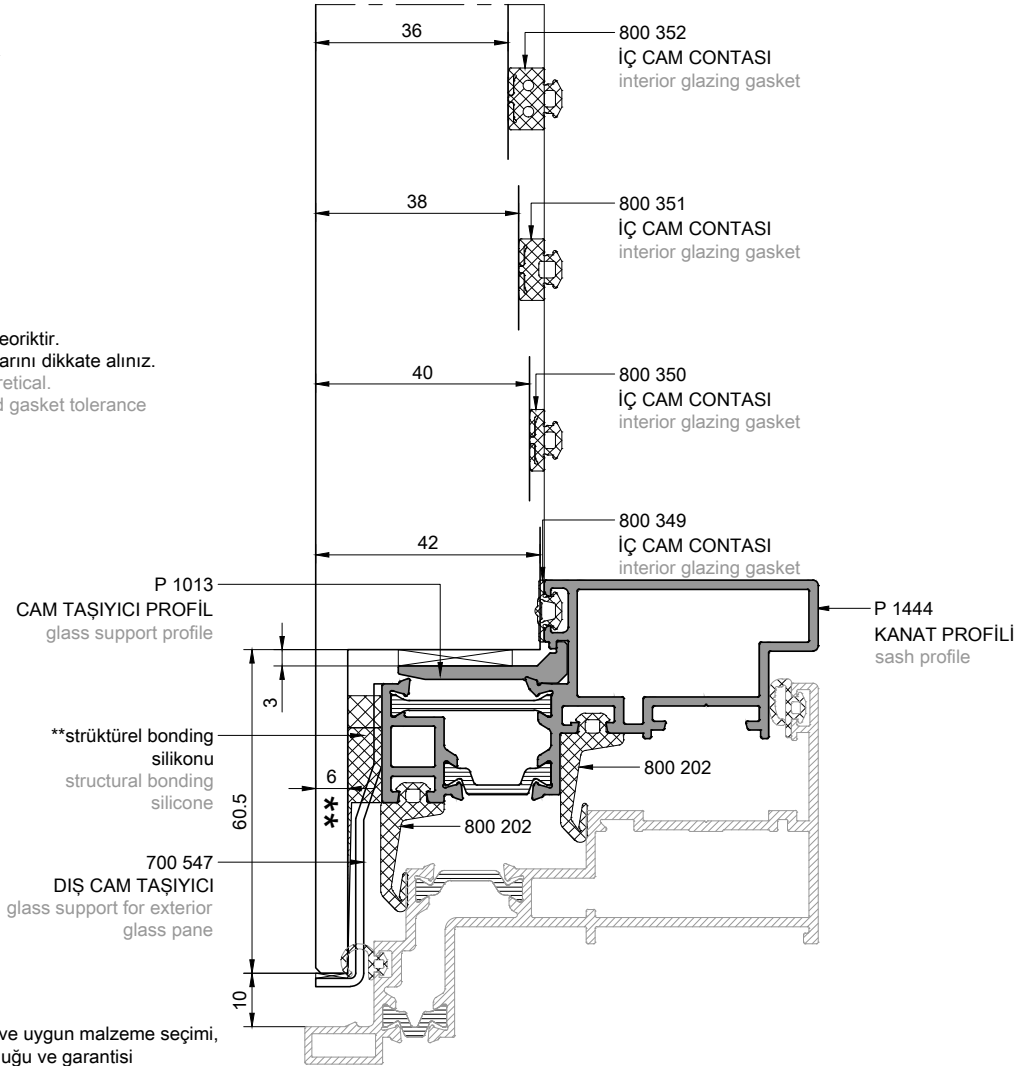 36
800 352
İÇ CAM CONTASI
interior glazing gasket
38
800 351
İÇ CAM CONTASI
interior glazing gasket
eoriktir.
arını dikkate alınız.
retical.
d gasket tolerance
40
800 350
İÇ CAM CONTASI
interior glazing gasket
42
800 349
İÇ CAM CONTASI
interior glazing gasket
P 1013
CAM TAŞIYICI PROFİL
glass support profile
P 1444
KANAT PROFİLİ
sash profile
3
**strüktürel bonding
silikonu
structural bonding
silicone
6
**
60.5
800 202
800 202
700 547
DIŞ CAM TAŞIYICI
glass support for exterior
glass pane
10
ve uygun malzeme seçimi,
uğu ve garantisi